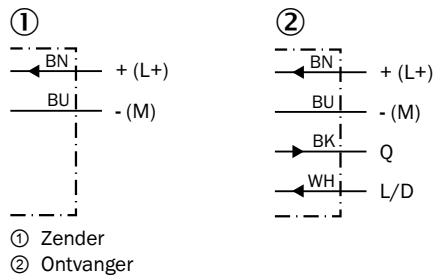 ① ②
BN + (L+) BN + (L+)
BU - (M) BU - (M)
BK Q
WH L/D
① Zender
② Ontvanger